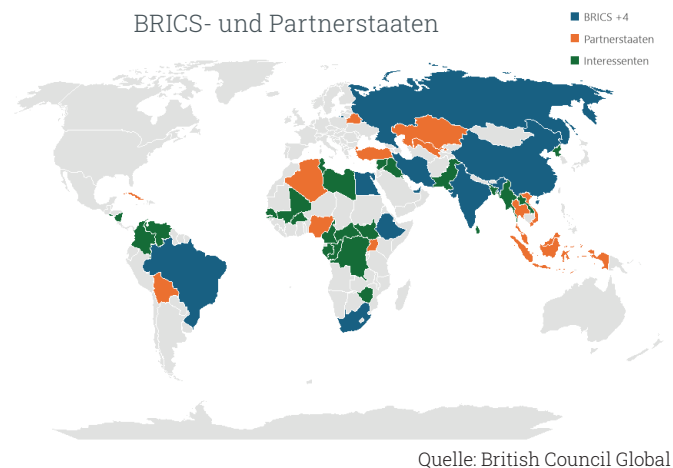 BRICS- und Partnerstaaten
BRICS +4
Partnerstaaten
Interessenten
Quelle: British Council Global